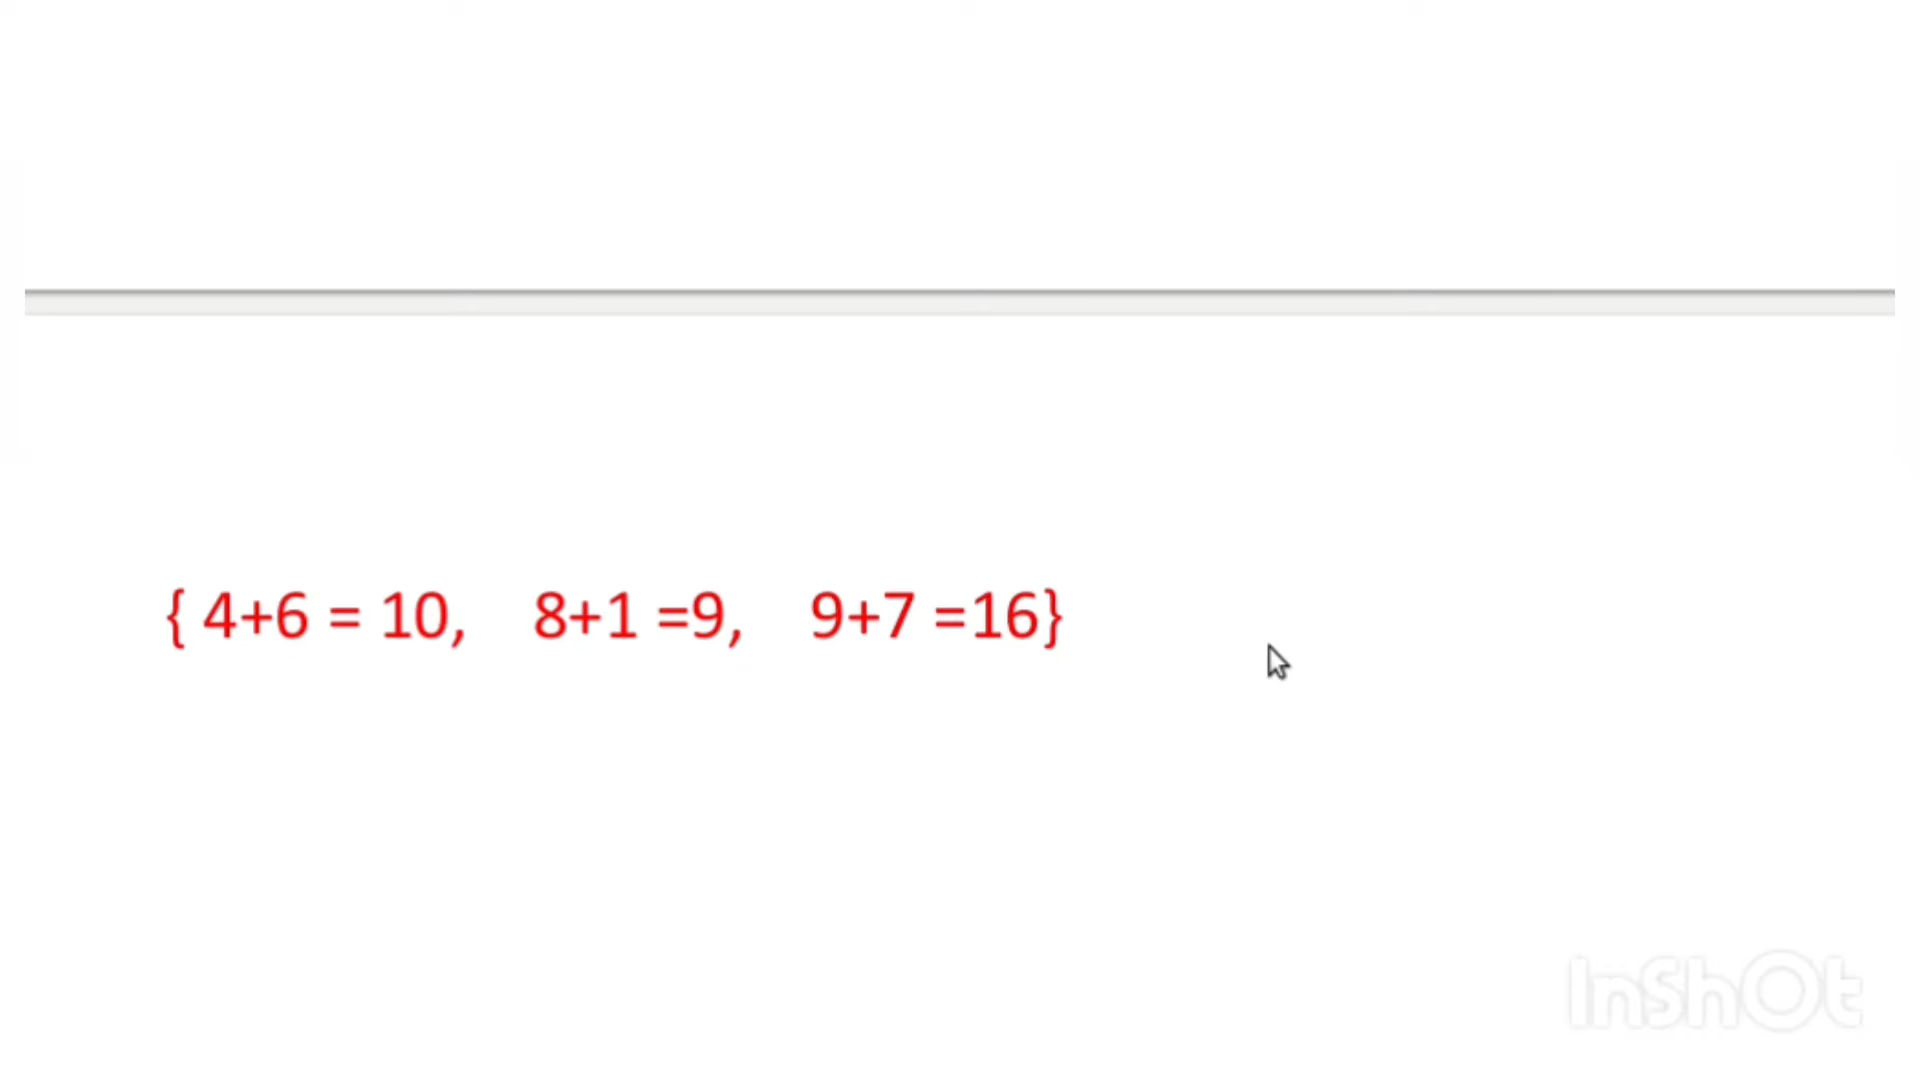 { 4+6 = 10,    8+1 =9,    9+7 =16}
InShOt